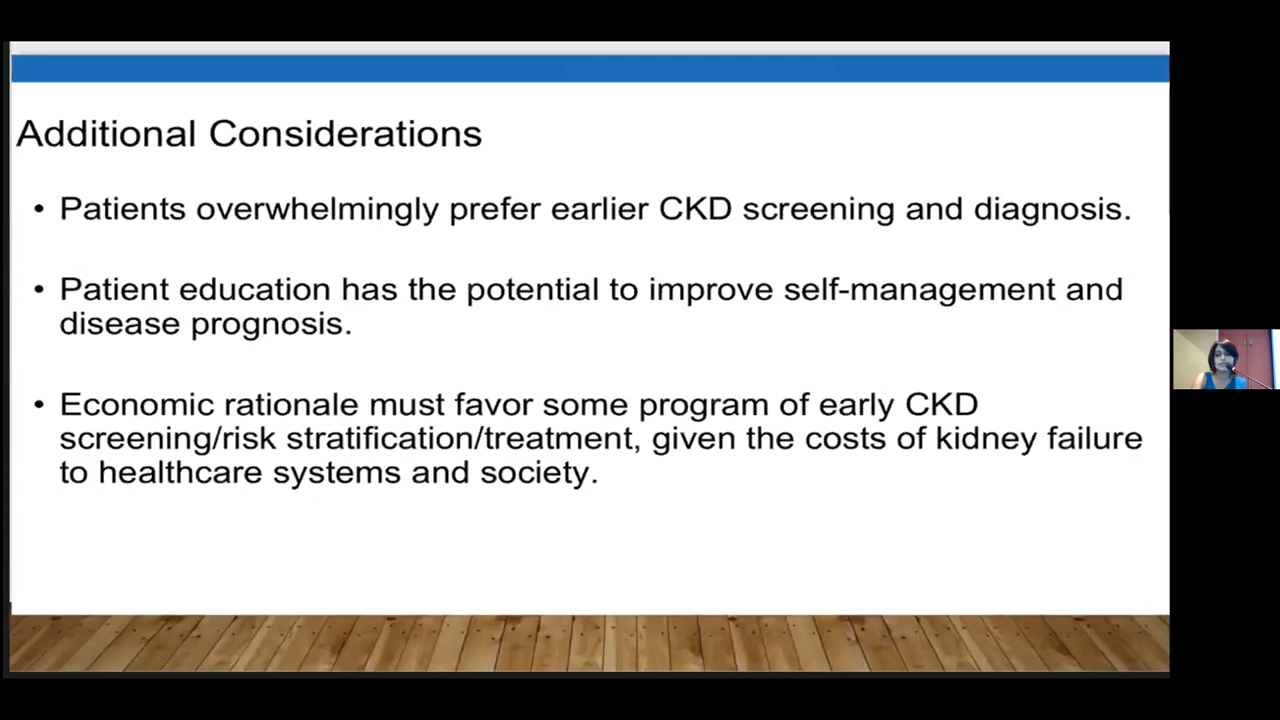 Additional Considerations
• Patients overwhelmingly prefer earlier CKD screening and diagnosis.
• Patient education has the potential to improve self-management and
disease prognosis.
• Economic rationale must favor some program of early CKD
screening/risk stratification/treatment, given the costs of kidney failure
to healthcare systems and society.